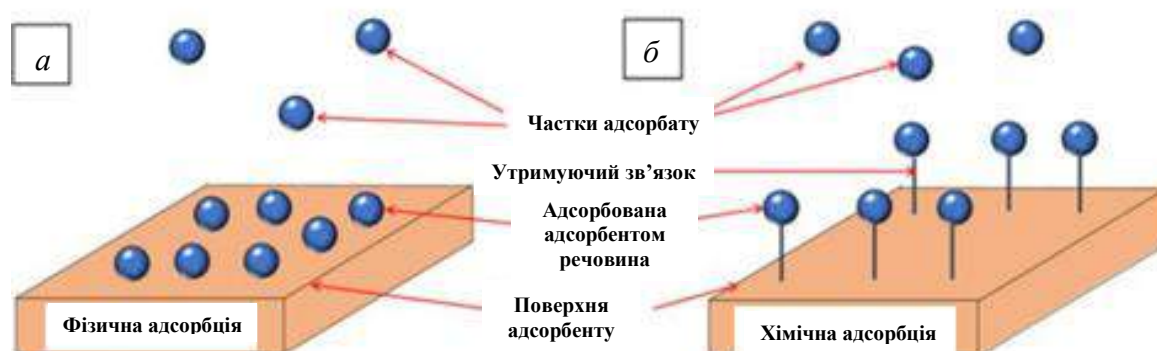 а
б
Частки адсорбату
Утримуючий зв’язок
Адсорбована
адсорбентом
речовина
Поверхня
адсорбенту
Фізична адсорбція
Хімічна адсорбція